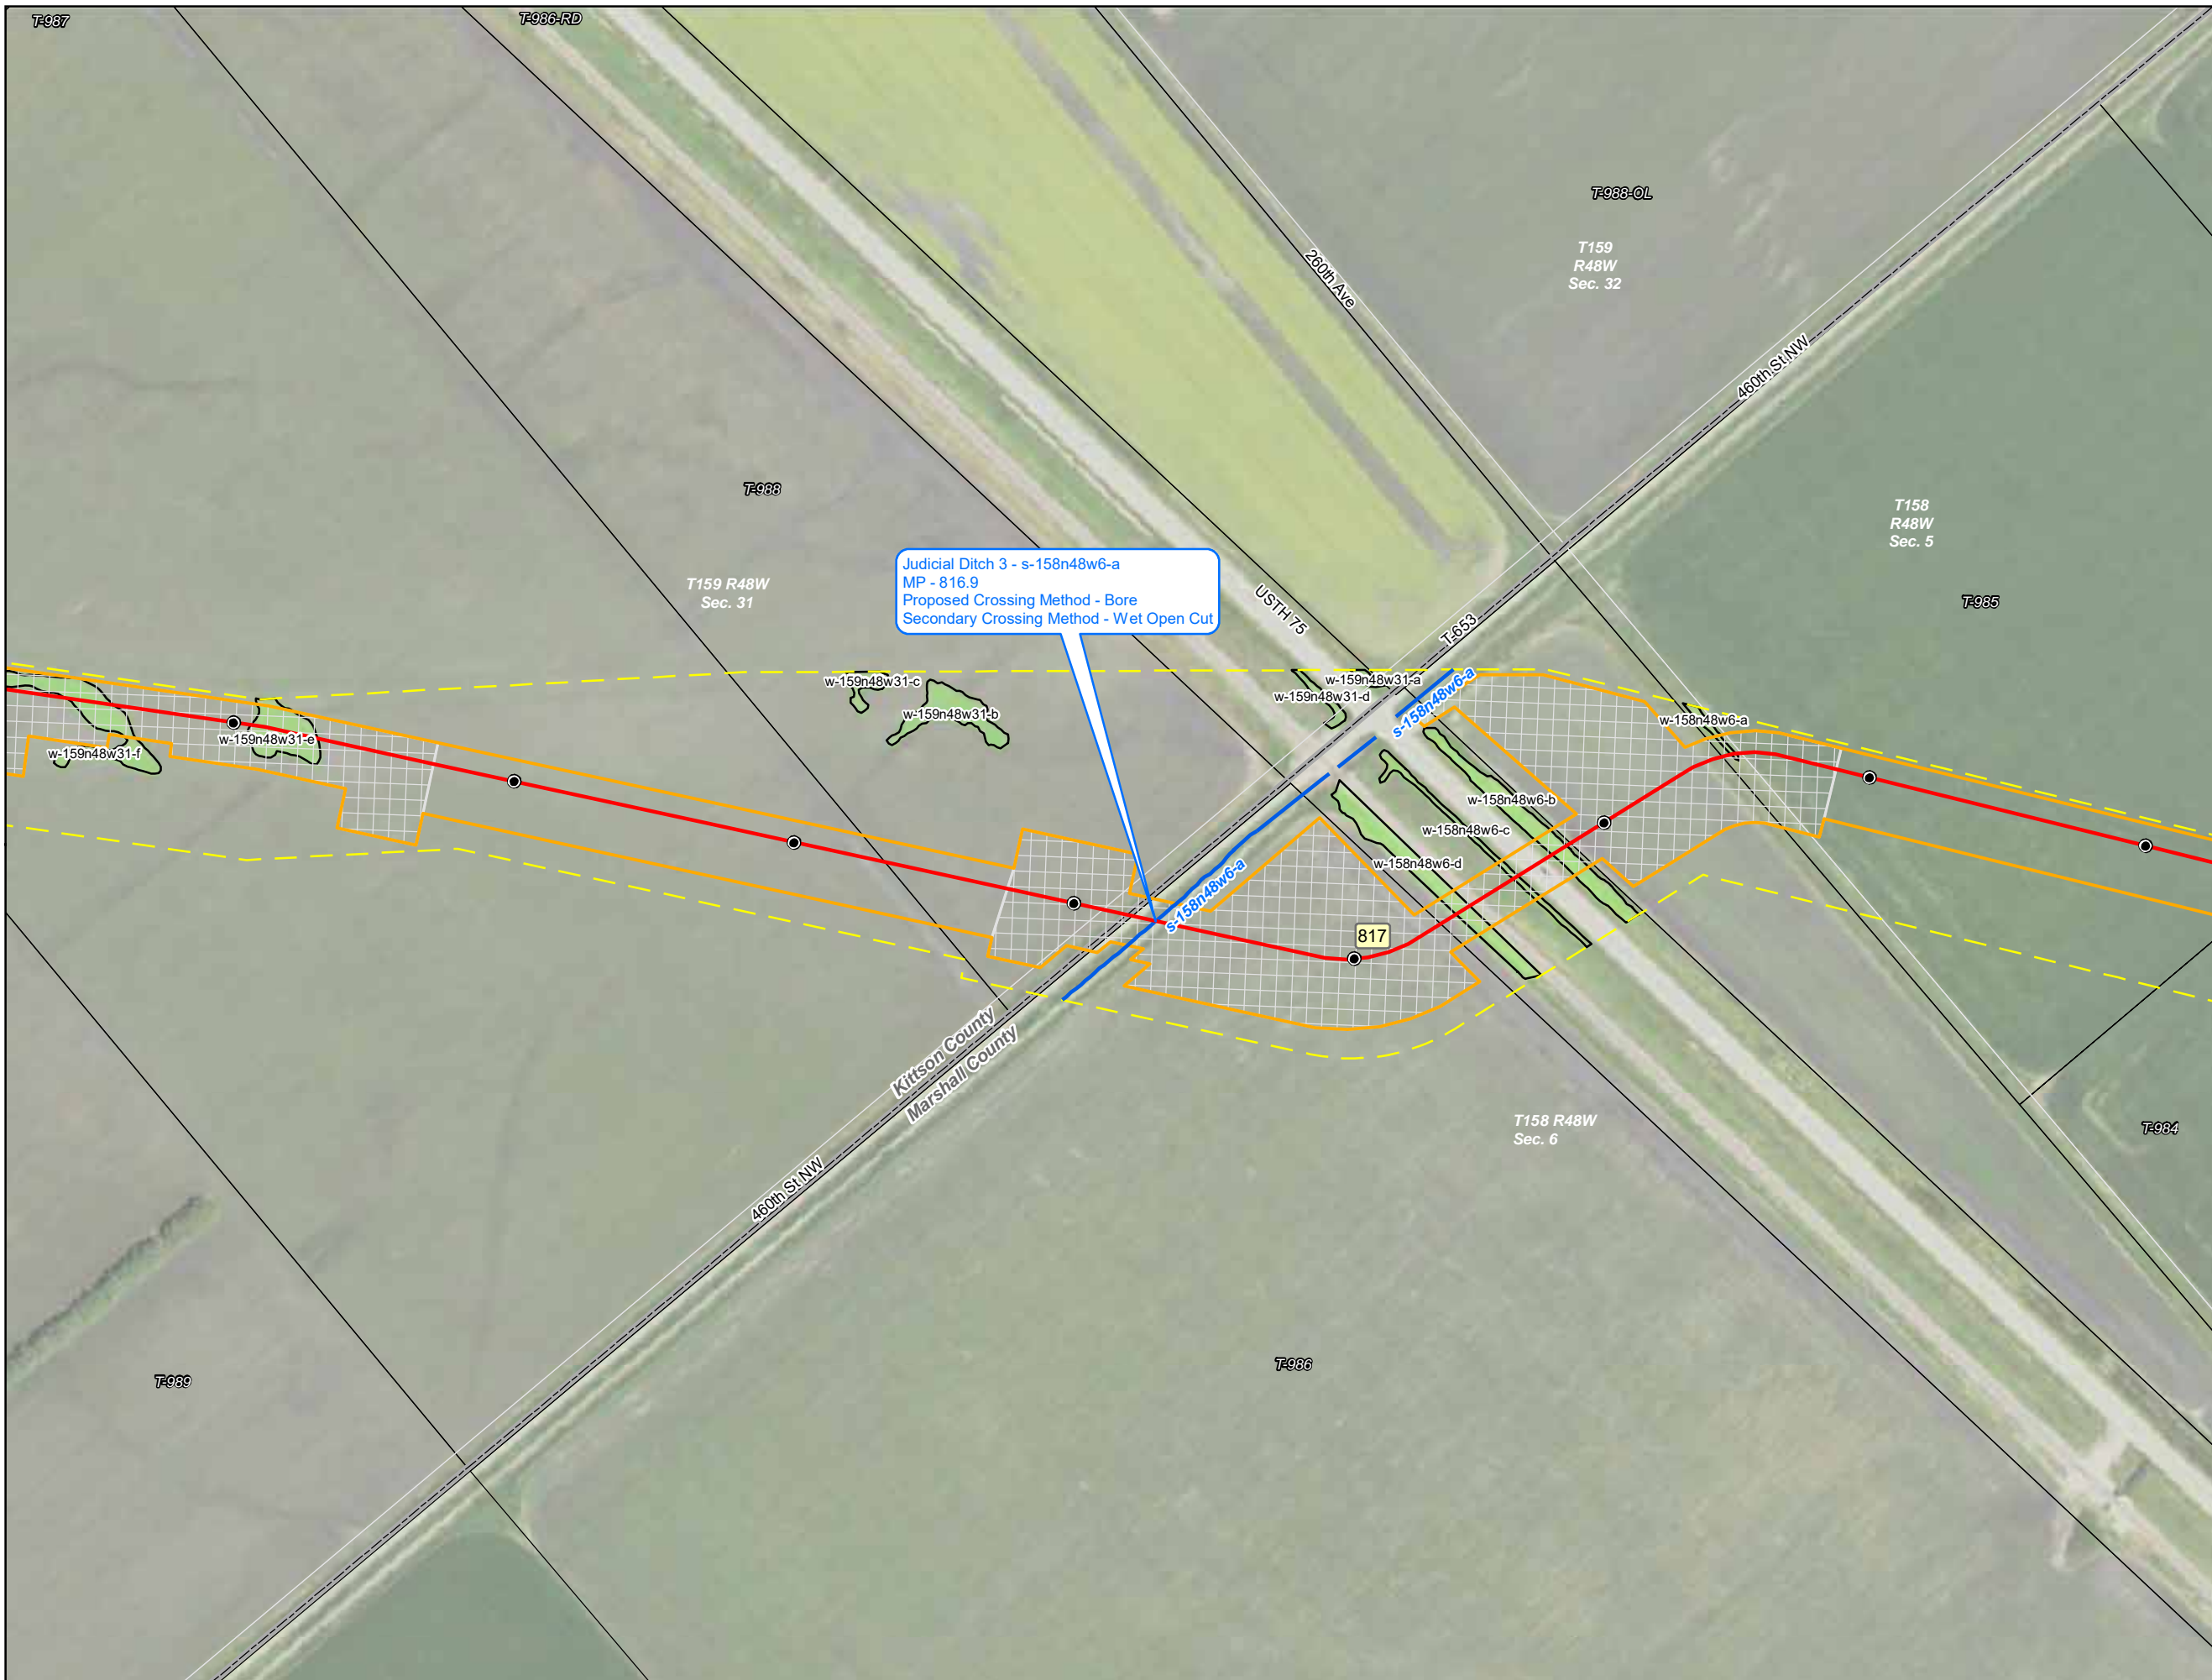 T-987
T-986-RD
T-988-OL
T159
R48W
Sec. 32
260th Ave
460th St NW
T-988
T158
R48W
Sec. 5
T-985
Judicial Ditch 3 - s-158n48w6-a
MP - 816.9
Proposed Crossing Method - Bore
Secondary Crossing Method - Wet Open Cut
T159 R48W
Sec. 31
USTH 75
T-653
w-159n48w31-c
w-159n48w31-a
w-159n48w31-d
s-158n48w6-a
w-159n48w31-b
w-158n48w6-a
w-159n48w31-e
w-159n48w31-f
w-158n48w6-b
w-158n48w6-c
w-158n48w6-d
s-158n48w6-a
817
Kittson County
Marshall County
T158 R48W
Sec. 6
T-984
460th St NW
T-986
T-989